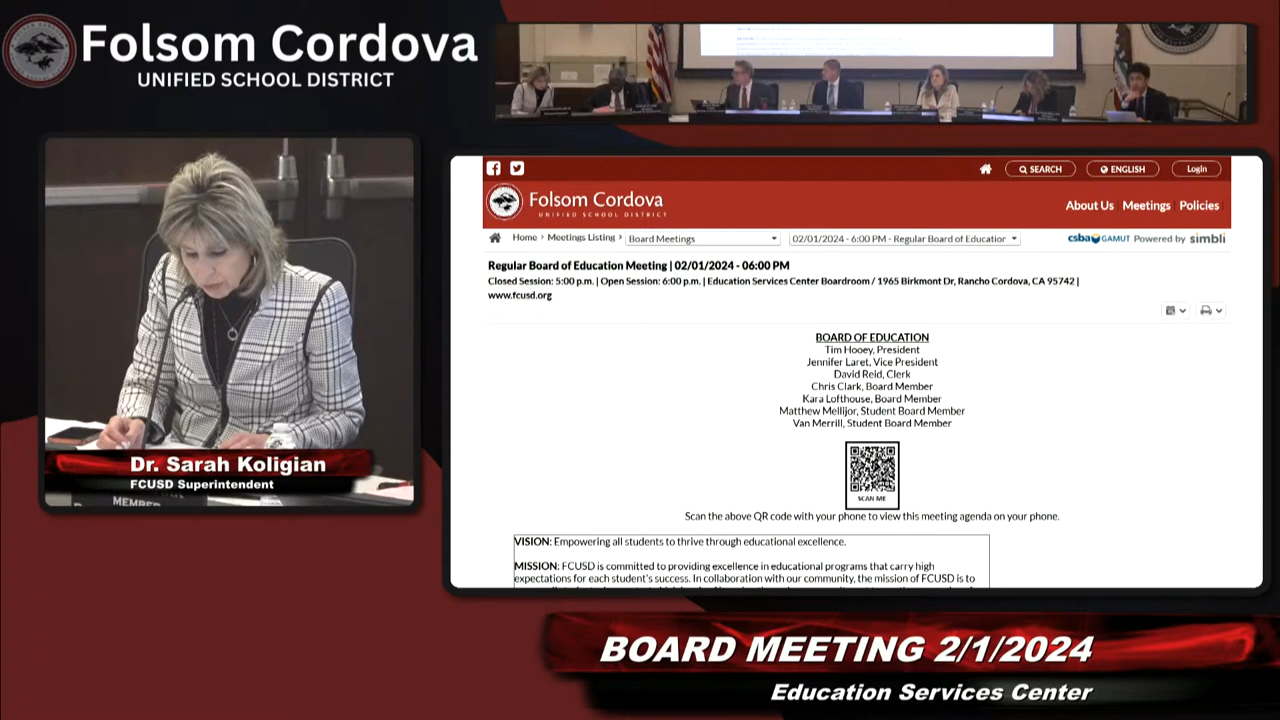 Folsom Cordova
UNIFIED SCHOOL DISTRICT
SEARCH
ENGLISH
Login
Folsom Cordova
UNIFIED SCHOOL DISTRICT
About Us Meetings Policies
Home > Meetings Listing > Board Meetings
02/01/2024 - 6:00 PM - Regular Board of Educatior
csba GAMUT Powered by simbli
Regular Board of Education Meeting | 02/01/2024 - 06:00 PM
Closed Session: 5:00 p.m. | Open Session: 6:00 p.m. | Education Services Center Boardroom / 1965 Birkmont Dr, Rancho Cordova, CA 95742 |
www.fcusd.org
BOARD OF EDUCATION
Tim Hooey, President
Jennifer Laret, Vice President
David Reid, Clerk
Chris Clark, Board Member
Kara Lofthouse, Board Member
Matthew Mellijor, Student Board Member
Van Merrill, Student Board Member
SCAN ME
Scan the above QR code with your phone to view this meeting agenda on your phone.
VISION: Empowering all students to thrive through educational excellence.
MISSION: FCUSD is committed to providing excellence in educational programs that carry high
expectations for each student's success. In collaboration with our community, the mission of FCUSD is to
Dr. Sarah Koligian
FCUSD Superintendent
MEMBER
BOARD MEETING 2/1/2024
Education Services Center